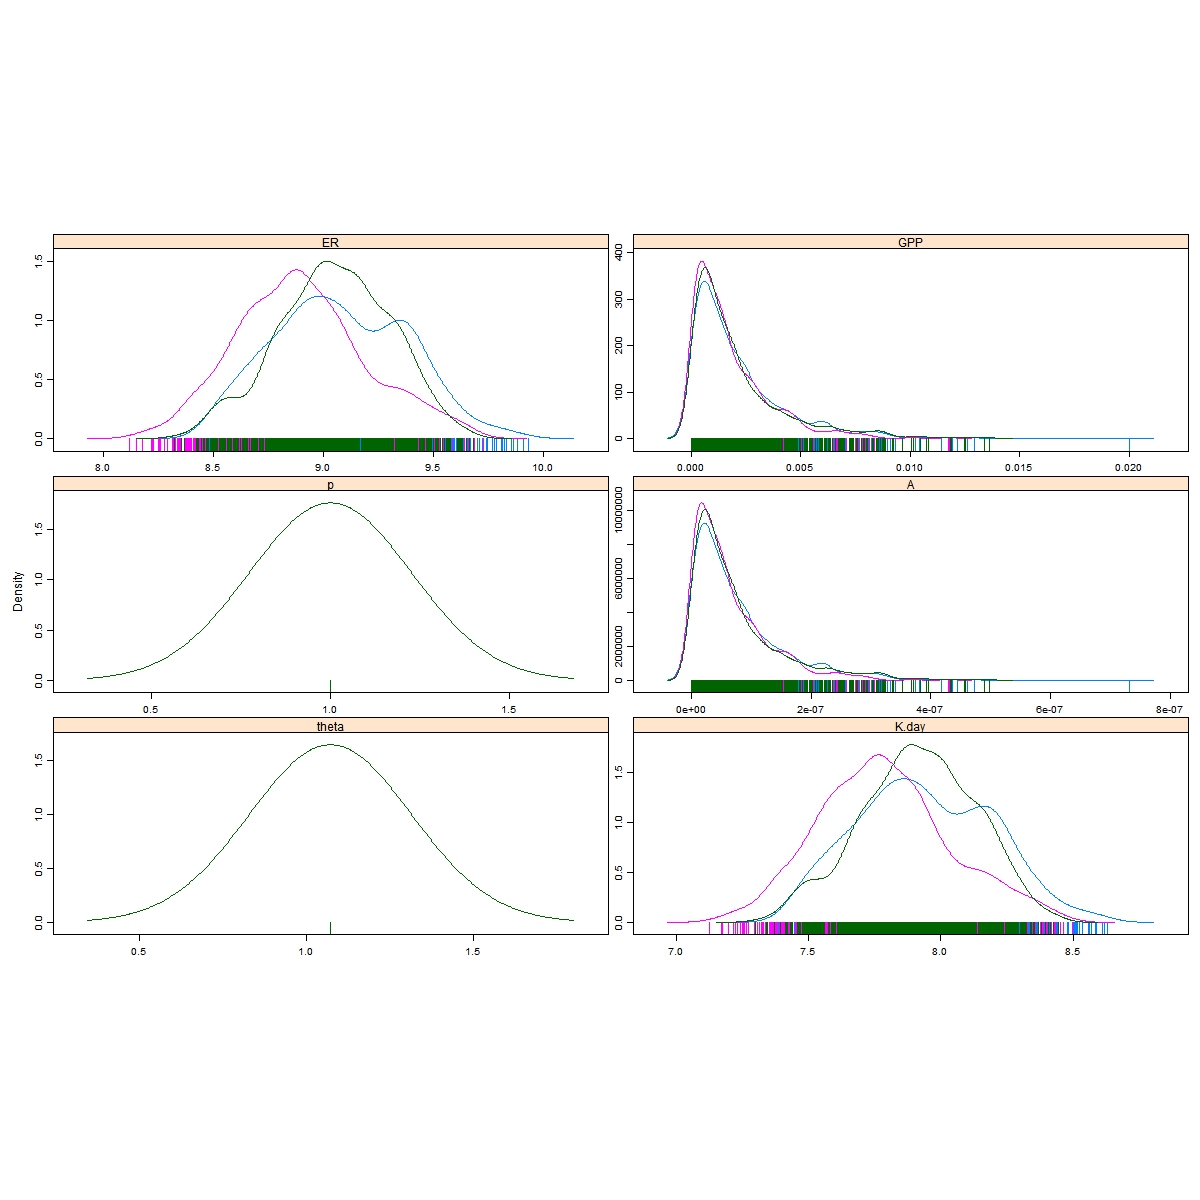 ER
GPP
0.0 0.5 1.0 1.5
0 100 200 300 400
8.0 8.5 9.0 9.5 10.0
0.000 0.005 0.010 0.015 0.020
p
A
0.0 0.5 1.0 1.5
0 2000000 6000000 10000000
0.5 1.0 1.5
0e+00 2e-07 4e-07 6e-07 8e-07
theta
K.day
0.0 0.5 1.0 1.5
0.0 0.5 1.0 1.5
0.5 1.0 1.5
7.0 7.5 8.0 8.5
Density